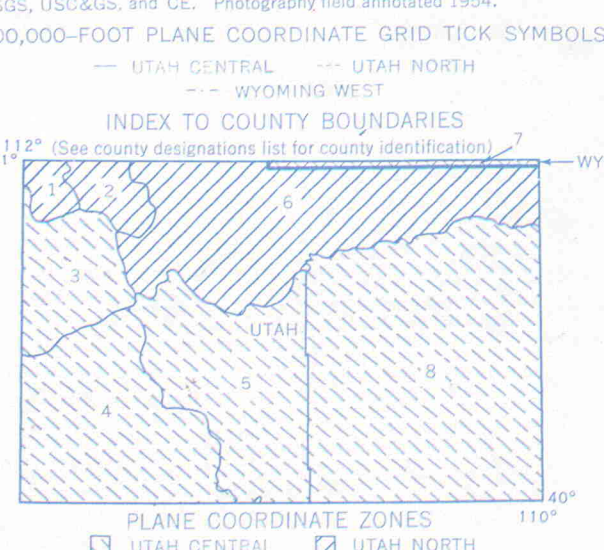 SGS, USC&GS, and CE. Photography field annotated 1954.
00,000–FOOT PLANE COORDINATE GRID TICK SYMBOLS
UTAH CENTRAL UTAH NORTH
WYOMING WEST
INDEX TO COUNTY BOUNDARIES
112° (See county designations list for county identification) 7
1° WY
1 2 6
3
UTAH
5 8
4
40°
PLANE COORDINATE ZONES 110°
UTAH CENTRAL UTAH NORTH